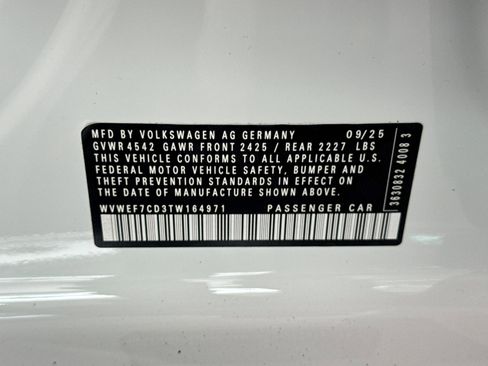 MFD BY VOLKSWAGEN AG GERMANY 09/25
GVWR 4542 GAWR FRONT 2425 / REAR 2227 LBS
THIS VEHICLE CONFORMS TO ALL APPLICABLE U.S.
FEDERAL MOTOR VEHICLE SAFETY, BUMPER AND
THEFT PREVENTION STANDARDS IN EFFECT ON
THE DATE OF MANUFACTURE SHOWN ABOVE.
WVWEF7CD3TW164971 PASSENGER CAR
3630832 4008 3